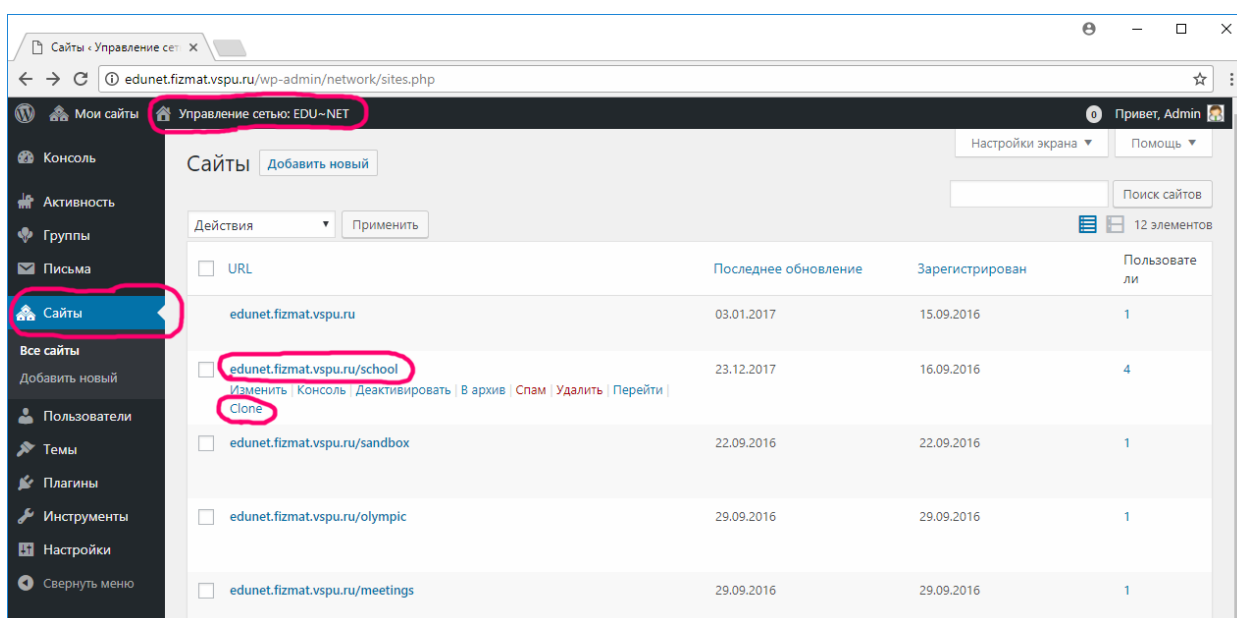 Сайты ‹ Управление сет
edunet.fizmat.vspu.ru/wp-admin/network/sites.php
Мои сайты Управление сетью: EDU~NET 0 Привет, Admin
Настройки экрана ▼ Помощь ▼
Консоль
Активность
Группы
Письма
Сайты
Все сайты
Добавить новый
Пользователи
Темы
Плагины
Инструменты
Настройки
Свернуть меню
Сайты Добавить новый
Поиск сайтов
Действия ▼ Применить 12 элементов
URL Последнее обновление Зарегистрирован Пользовате
ли
edunet.fizmat.vspu.ru 03.01.2017 15.09.2016 1
edunet.fizmat.vspu.ru/school 23.12.2017 16.09.2016 4
Изменить | Консоль | Деактивировать | В архив | Спам | Удалить | Перейти |
Clone
edunet.fizmat.vspu.ru/sandbox 22.09.2016 22.09.2016 1
edunet.fizmat.vspu.ru/olympic 29.09.2016 29.09.2016 1
edunet.fizmat.vspu.ru/meetings 29.09.2016 29.09.2016 1